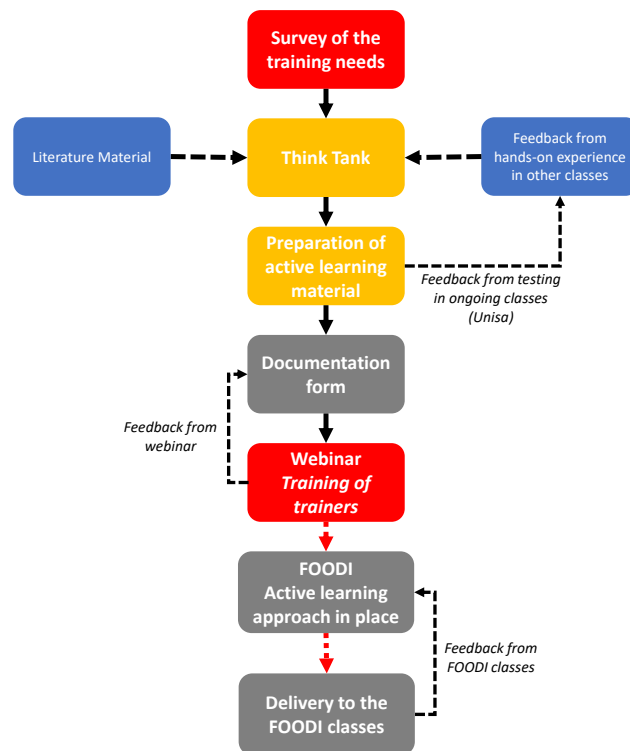 Survey of the
training needs
Literature Material
Think Tank
Feedback from
hands-on experience
in other classes
Preparation of
active learning
material
Feedback from testing
in ongoing classes
(Unisa)
Documentation
form
Feedback from
webinar
Webinar
Training of
trainers
FOODI
Active learning
approach in place
Feedback from
FOODI classes
Delivery to the
FOODI classes